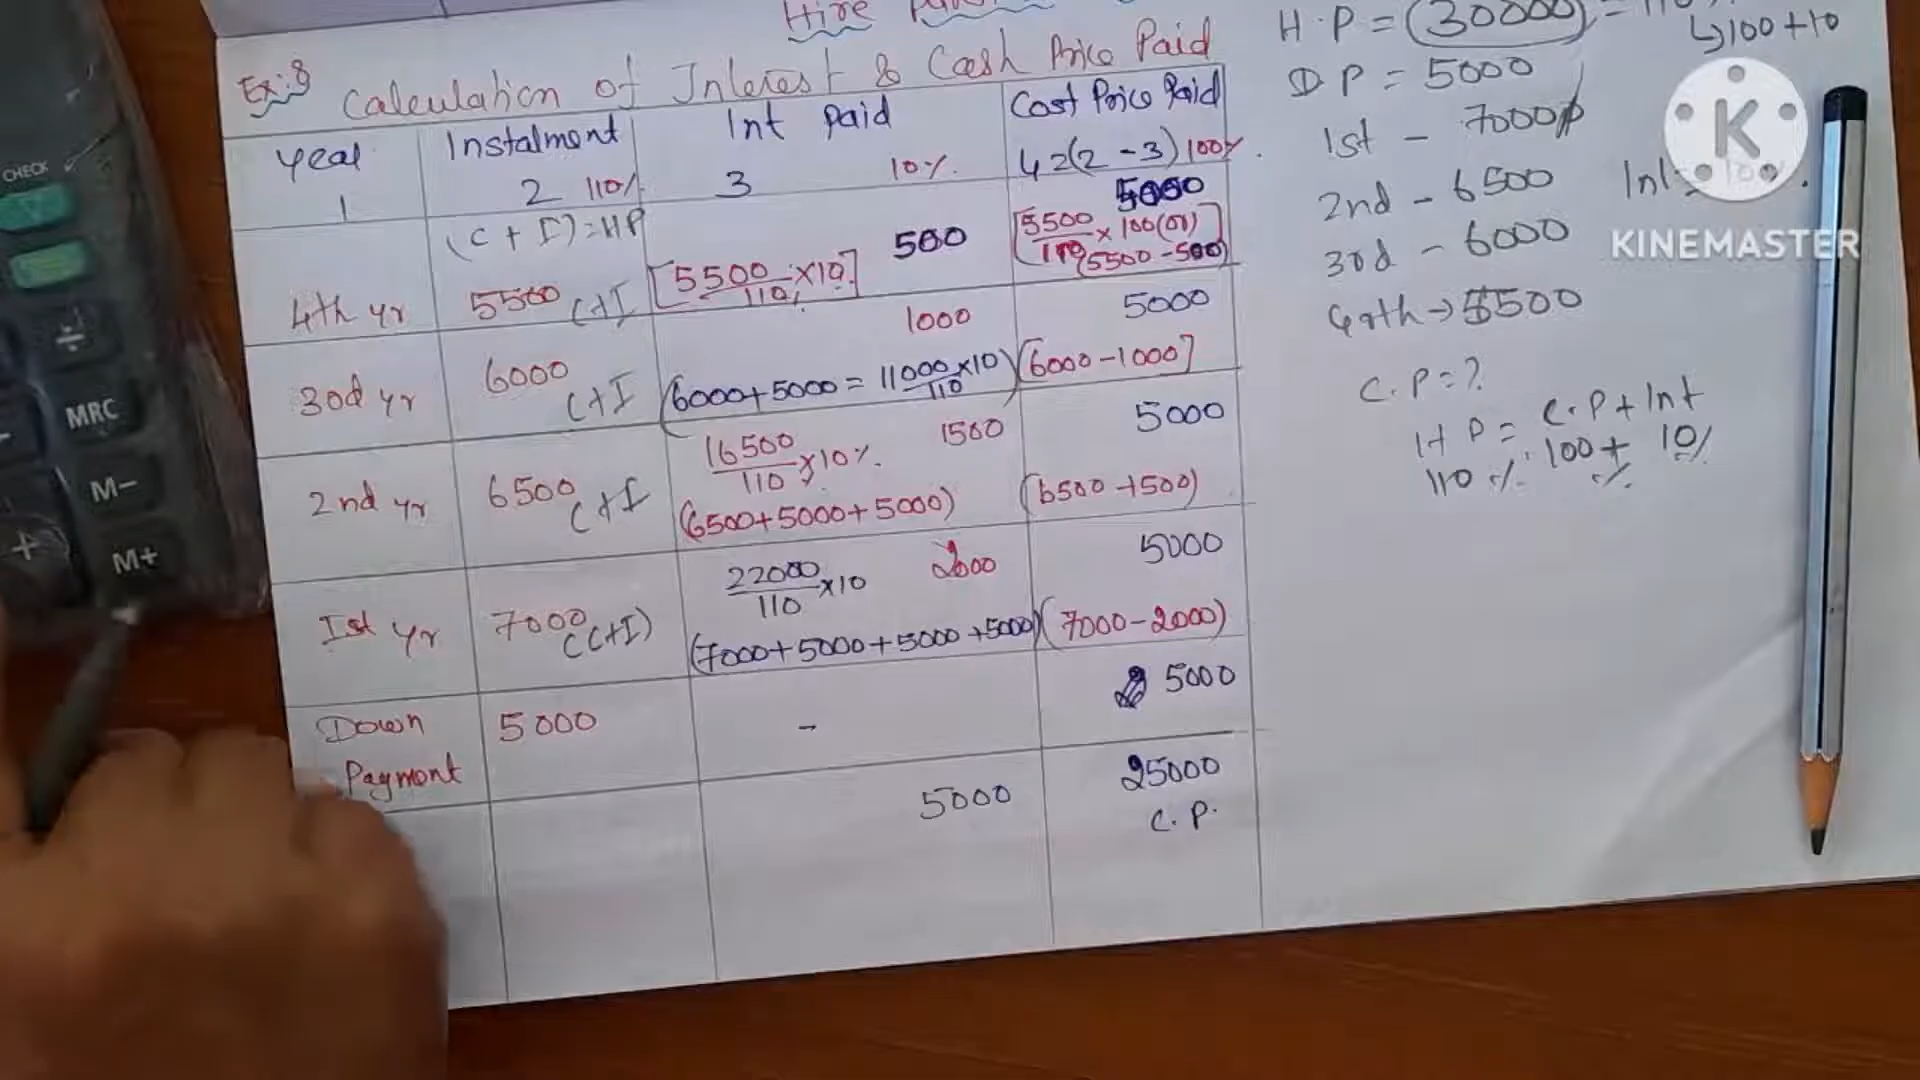 Hire
Ex:8 Calculation of Interest & Cash Price Paid
Year
1
Instalment
2 110%
(C + I) = HP
Int paid
3 10%
Cost Price Paid
4=(2-3) 100%.
4th yr
5500 C+I
500
[5500/110 ×10]
5000
[5500/110 × 100 (or)
(5500-500)]
3rd yr
6000
C+I
1000
(6000+5000 = 11000/110 ×10)
5000
[6000-1000]
2nd yr
6500
C+I
16500/110 ×10%. 1500
(6500+5000+5000)
5000
(6500-1500)
Ist yr
7000
(C+I)
22000/110 ×10 2000
(7000+5000+5000+5000)
5000
(7000-2000)
Down
Payment
5000
-
5000
5000
25000
C.P.
H.P = 30000 =
↳100+10
D P = 5000
1st - 7000
2nd - 6500
3rd - 6000
4rth → 5500
C.P=?
H P = C.P + Int
110% 100% + 10%
K
KINEMASTER
CHECK
÷
MRC
M-
+
M+